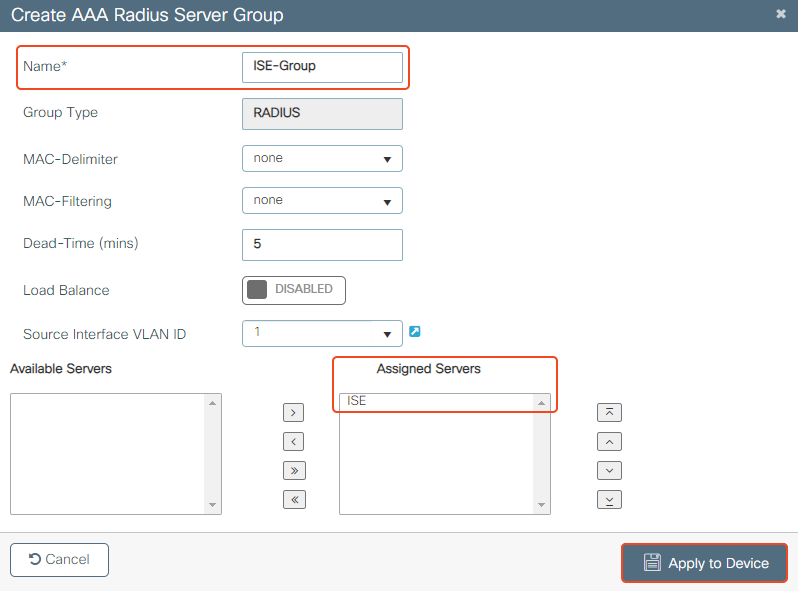 Create AAA Radius Server Group
Name* ISE-Group
Group Type RADIUS
MAC-Delimiter none
MAC-Filtering none
Dead-Time (mins) 5
Load Balance DISABLED
Source Interface VLAN ID 1
Available Servers Assigned Servers
ISE
Cancel Apply to Device